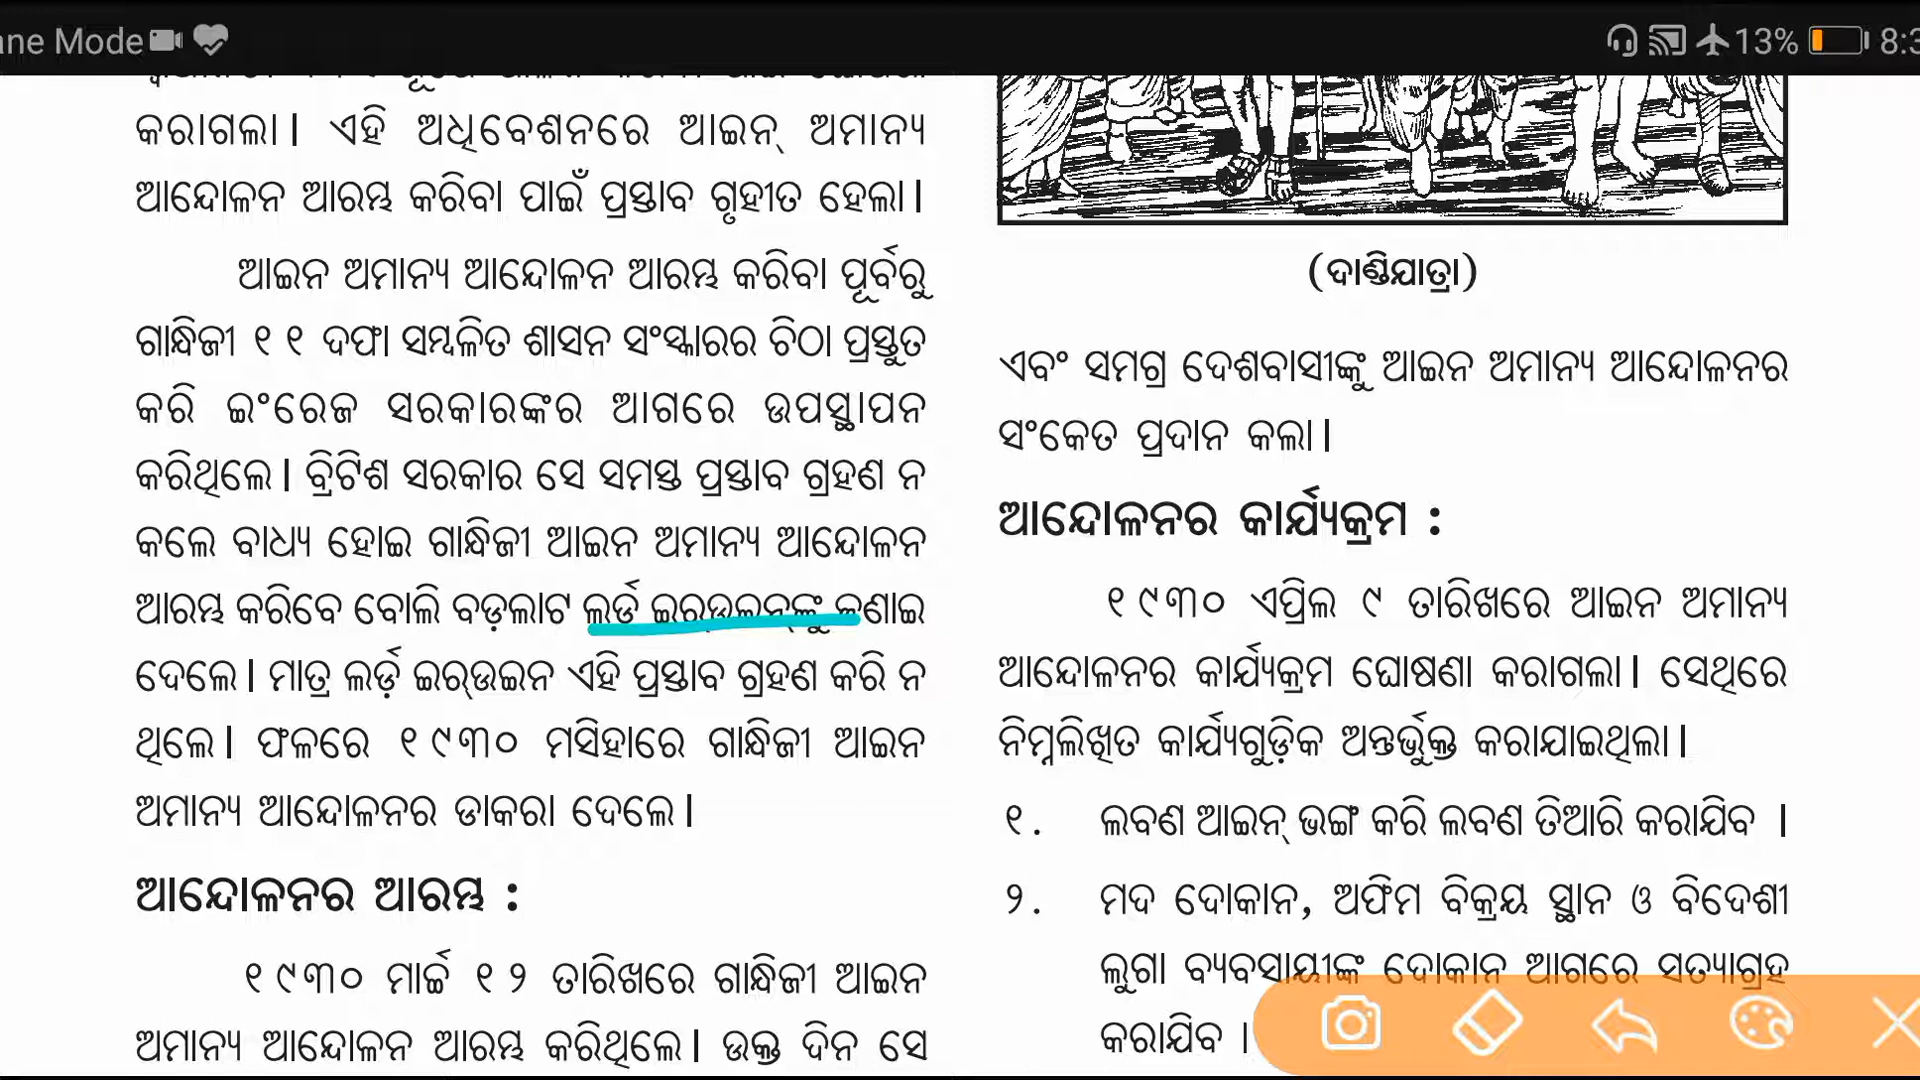 ane Mode
13%
8:3
କରାଗଲା। ଏହି ଅଧିବେଶନରେ ଆଇନ୍ ଅମାନ୍ୟ
ଆନ୍ଦୋଳନ ଆରମ୍ଭ କରିବା ପାଇଁ ପ୍ରସ୍ତାବ ଗୃହୀତ ହେଲା।
ଆଇନ ଅମାନ୍ୟ ଆନ୍ଦୋଳନ ଆରମ୍ଭ କରିବା ପୂର୍ବରୁ
ଗାନ୍ଧିଜୀ ୧୧ ଦଫା ସମ୍ବଳିତ ଶାସନ ସଂସ୍କାରର ଚିଠା ପ୍ରସ୍ତୁତ
କରି ଇଂରେଜ ସରକାରଙ୍କର ଆଗରେ ଉପସ୍ଥାପନ
କରିଥିଲେ। ବ୍ରିଟିଶ ସରକାର ସେ ସମସ୍ତ ପ୍ରସ୍ତାବ ଗ୍ରହଣ ନ
କଲେ ବାଧ୍ୟ ହୋଇ ଗାନ୍ଧିଜୀ ଆଇନ ଅମାନ୍ୟ ଆନ୍ଦୋଳନ
ଆରମ୍ଭ କରିବେ ବୋଲି ବଡ଼ଲାଟ ଲର୍ଡ ଇର୍‌ଉଇନ୍‌ଙ୍କୁ ଜଣାଇ
ଦେଲେ। ମାତ୍ର ଲର୍ଡ଼ ଇର୍‌ଉଇନ ଏହି ପ୍ରସ୍ତାବ ଗ୍ରହଣ କରି ନ
ଥିଲେ। ଫଳରେ ୧୯୩୦ ମସିହାରେ ଗାନ୍ଧିଜୀ ଆଇନ
ଅମାନ୍ୟ ଆନ୍ଦୋଳନର ଡାକରା ଦେଲେ।
ଆନ୍ଦୋଳନର ଆରମ୍ଭ :
୧୯୩୦ ମାର୍ଚ୍ଚ ୧୨ ତାରିଖରେ ଗାନ୍ଧିଜୀ ଆଇନ
ଅମାନ୍ୟ ଆନ୍ଦୋଳନ ଆରମ୍ଭ କରିଥିଲେ। ଉକ୍ତ ଦିନ ସେ
(ଦାଣ୍ଡିଯାତ୍ରା)
ଏବଂ ସମଗ୍ର ଦେଶବାସୀଙ୍କୁ ଆଇନ ଅମାନ୍ୟ ଆନ୍ଦୋଳନର
ସଂକେତ ପ୍ରଦାନ କଲା।
ଆନ୍ଦୋଳନର କାର୍ଯ୍ୟକ୍ରମ :
୧୯୩୦ ଏପ୍ରିଲ ୯ ତାରିଖରେ ଆଇନ ଅମାନ୍ୟ
ଆନ୍ଦୋଳନର କାର୍ଯ୍ୟକ୍ରମ ଘୋଷଣା କରାଗଲା। ସେଥିରେ
ନିମ୍ନଲିଖିତ କାର୍ଯ୍ୟଗୁଡ଼ିକ ଅନ୍ତର୍ଭୁକ୍ତ କରାଯାଇଥିଲା।
୧. ଲବଣ ଆଇନ୍ ଭଙ୍ଗ କରି ଲବଣ ତିଆରି କରାଯିବ ।
୨. ମଦ ଦୋକାନ, ଅଫିମ ବିକ୍ରୟ ସ୍ଥାନ ଓ ବିଦେଶୀ
ଲୁଗା ବ୍ୟବସାୟୀଙ୍କ ଦୋକାନ ଆଗରେ ସତ୍ୟାଗ୍ରହ
କରାଯିବ ।